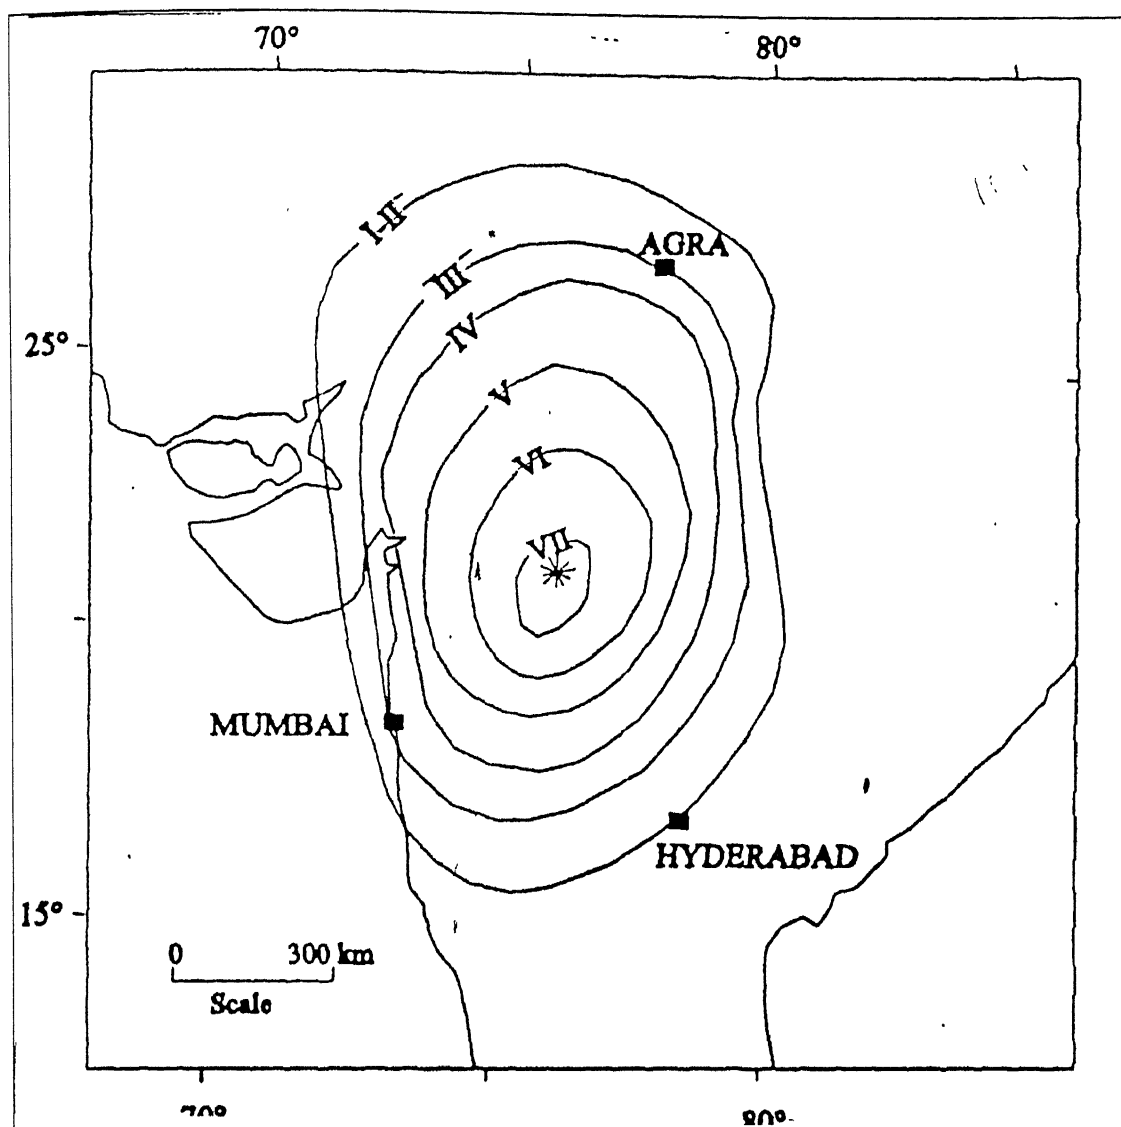 70° 80°
I-II
AGRA
III
IV
25°
V
VI
VII
MUMBAI
HYDERABAD
15°
0 300 km
Scale
70° 80°